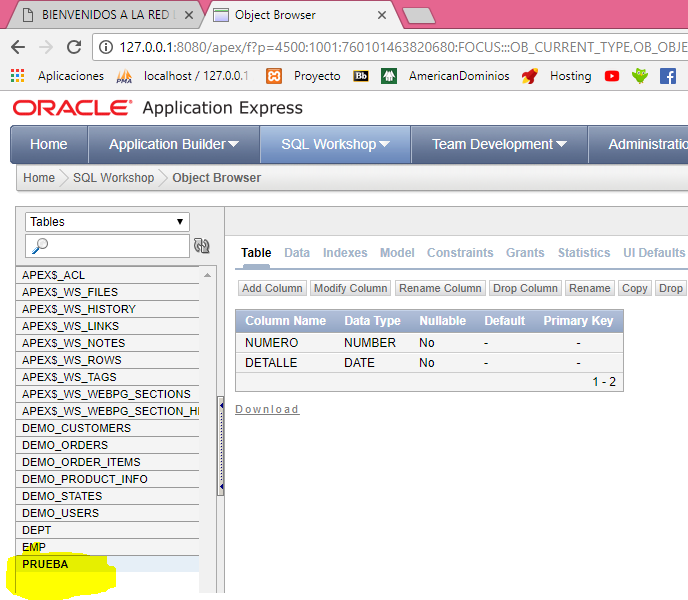 BIENVENIDOS A LA RED
Object Browser
127.0.0.1:8080/apex/f?p=4500:1001:760101463820680:FOCUS:::OB_CURRENT_TYPE,OB_OBJE
Aplicaciones localhost / 127.0.0.1 Proyecto Bb AmericanDominios Hosting
ORACLE Application Express
Home Application Builder SQL Workshop Team Development Administratio
Home SQL Workshop Object Browser
Tables
Table Data Indexes Model Constraints Grants Statistics UI Defaults
Add Column Modify Column Rename Column Drop Column Rename Copy Drop
Column Name Data Type Nullable Default Primary Key
NUMERO NUMBER No - -
DETALLE DATE No - -
1 - 2
Download
APEX$_ACL
APEX$_WS_FILES
APEX$_WS_HISTORY
APEX$_WS_LINKS
APEX$_WS_NOTES
APEX$_WS_ROWS
APEX$_WS_TAGS
APEX$_WS_WEBPG_SECTIONS
APEX$_WS_WEBPG_SECTION_HI
DEMO_CUSTOMERS
DEMO_ORDERS
DEMO_ORDER_ITEMS
DEMO_PRODUCT_INFO
DEMO_STATES
DEMO_USERS
DEPT
EMP
PRUEBA